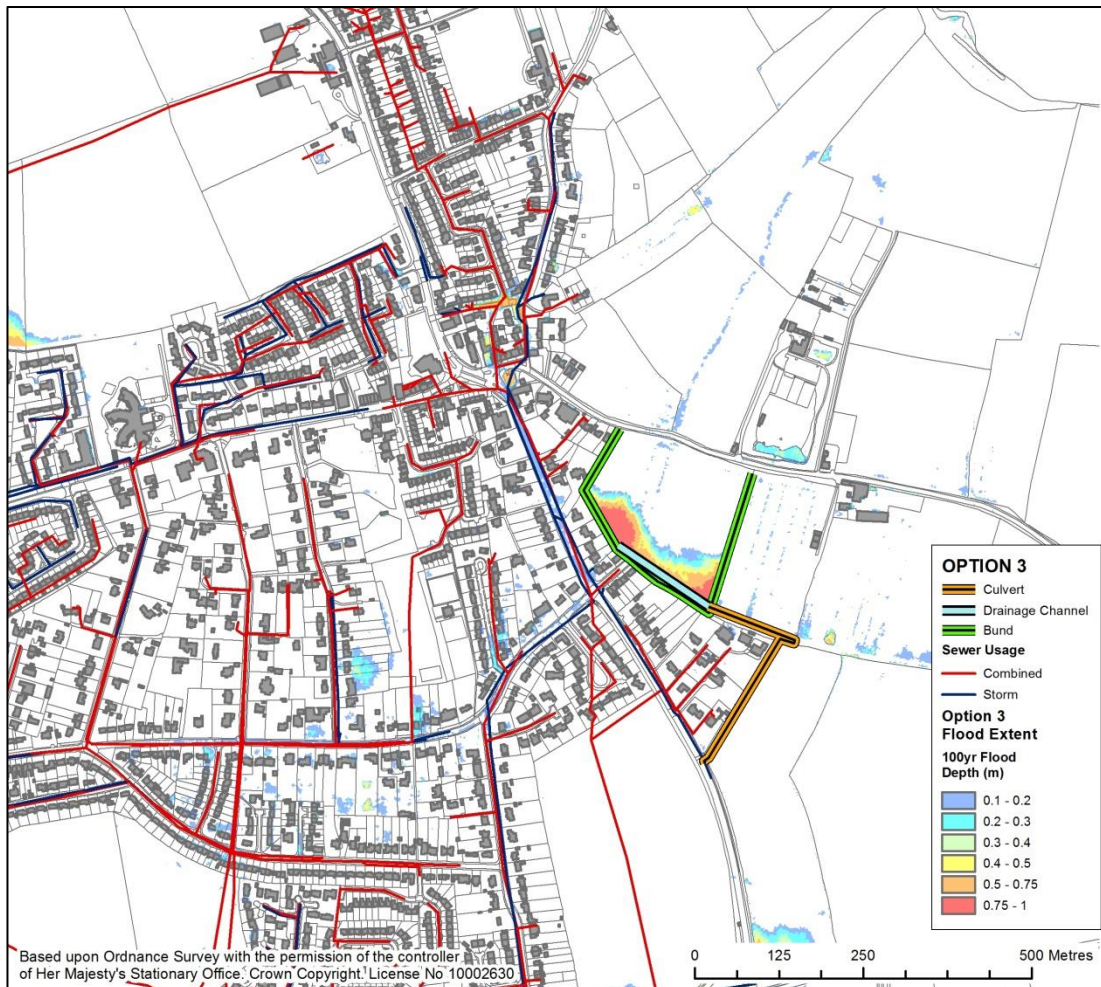 OPTION 3
Culvert
Drainage Channel
Bund
Sewer Usage
Combined
Storm
Option 3
Flood Extent
100yr Flood
Depth (m)
0.1 - 0.2
0.2 - 0.3
0.3 - 0.4
0.4 - 0.5
0.5 - 0.75
0.75 - 1
Based upon Ordnance Survey with the permission of the controller
of Her Majesty's Stationary Office. Crown Copyright. License No 10002630
0 125 250 500 Metres